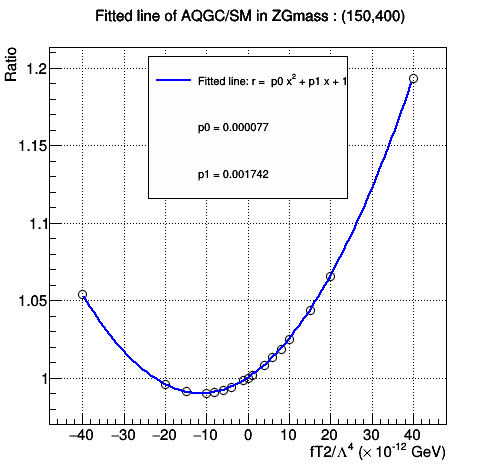 Fitted line of AQGC/SM in ZGmass : (150,400)
Ratio
1.2
1.15
1.1
1.05
1
Fitted line: r = p0 x² + p1 x + 1
p0 = 0.000077
p1 = 0.001742
−40 −30 −20 −10 0 10 20 30 40
fT2/Λ⁴ (× 10⁻¹² GeV)